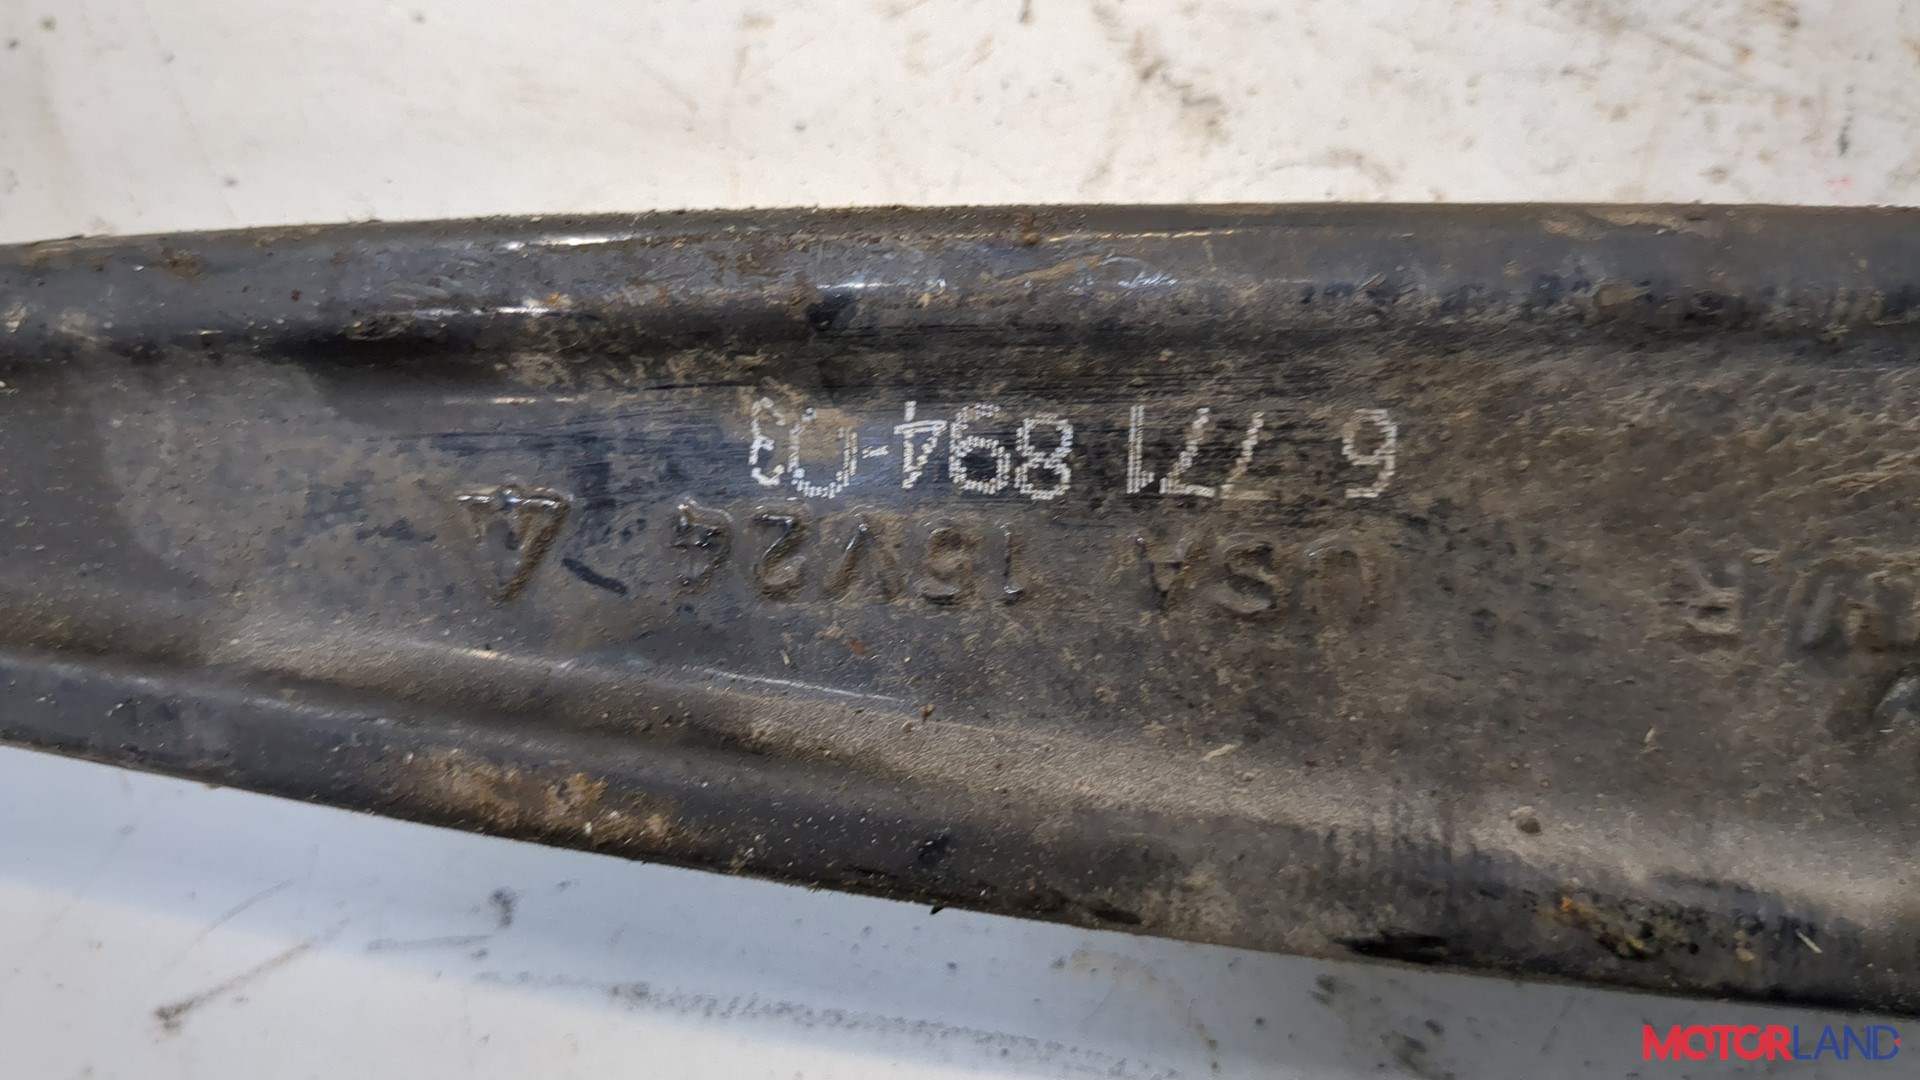 R USA 15V26
6 771 894-03
MOTORLAND